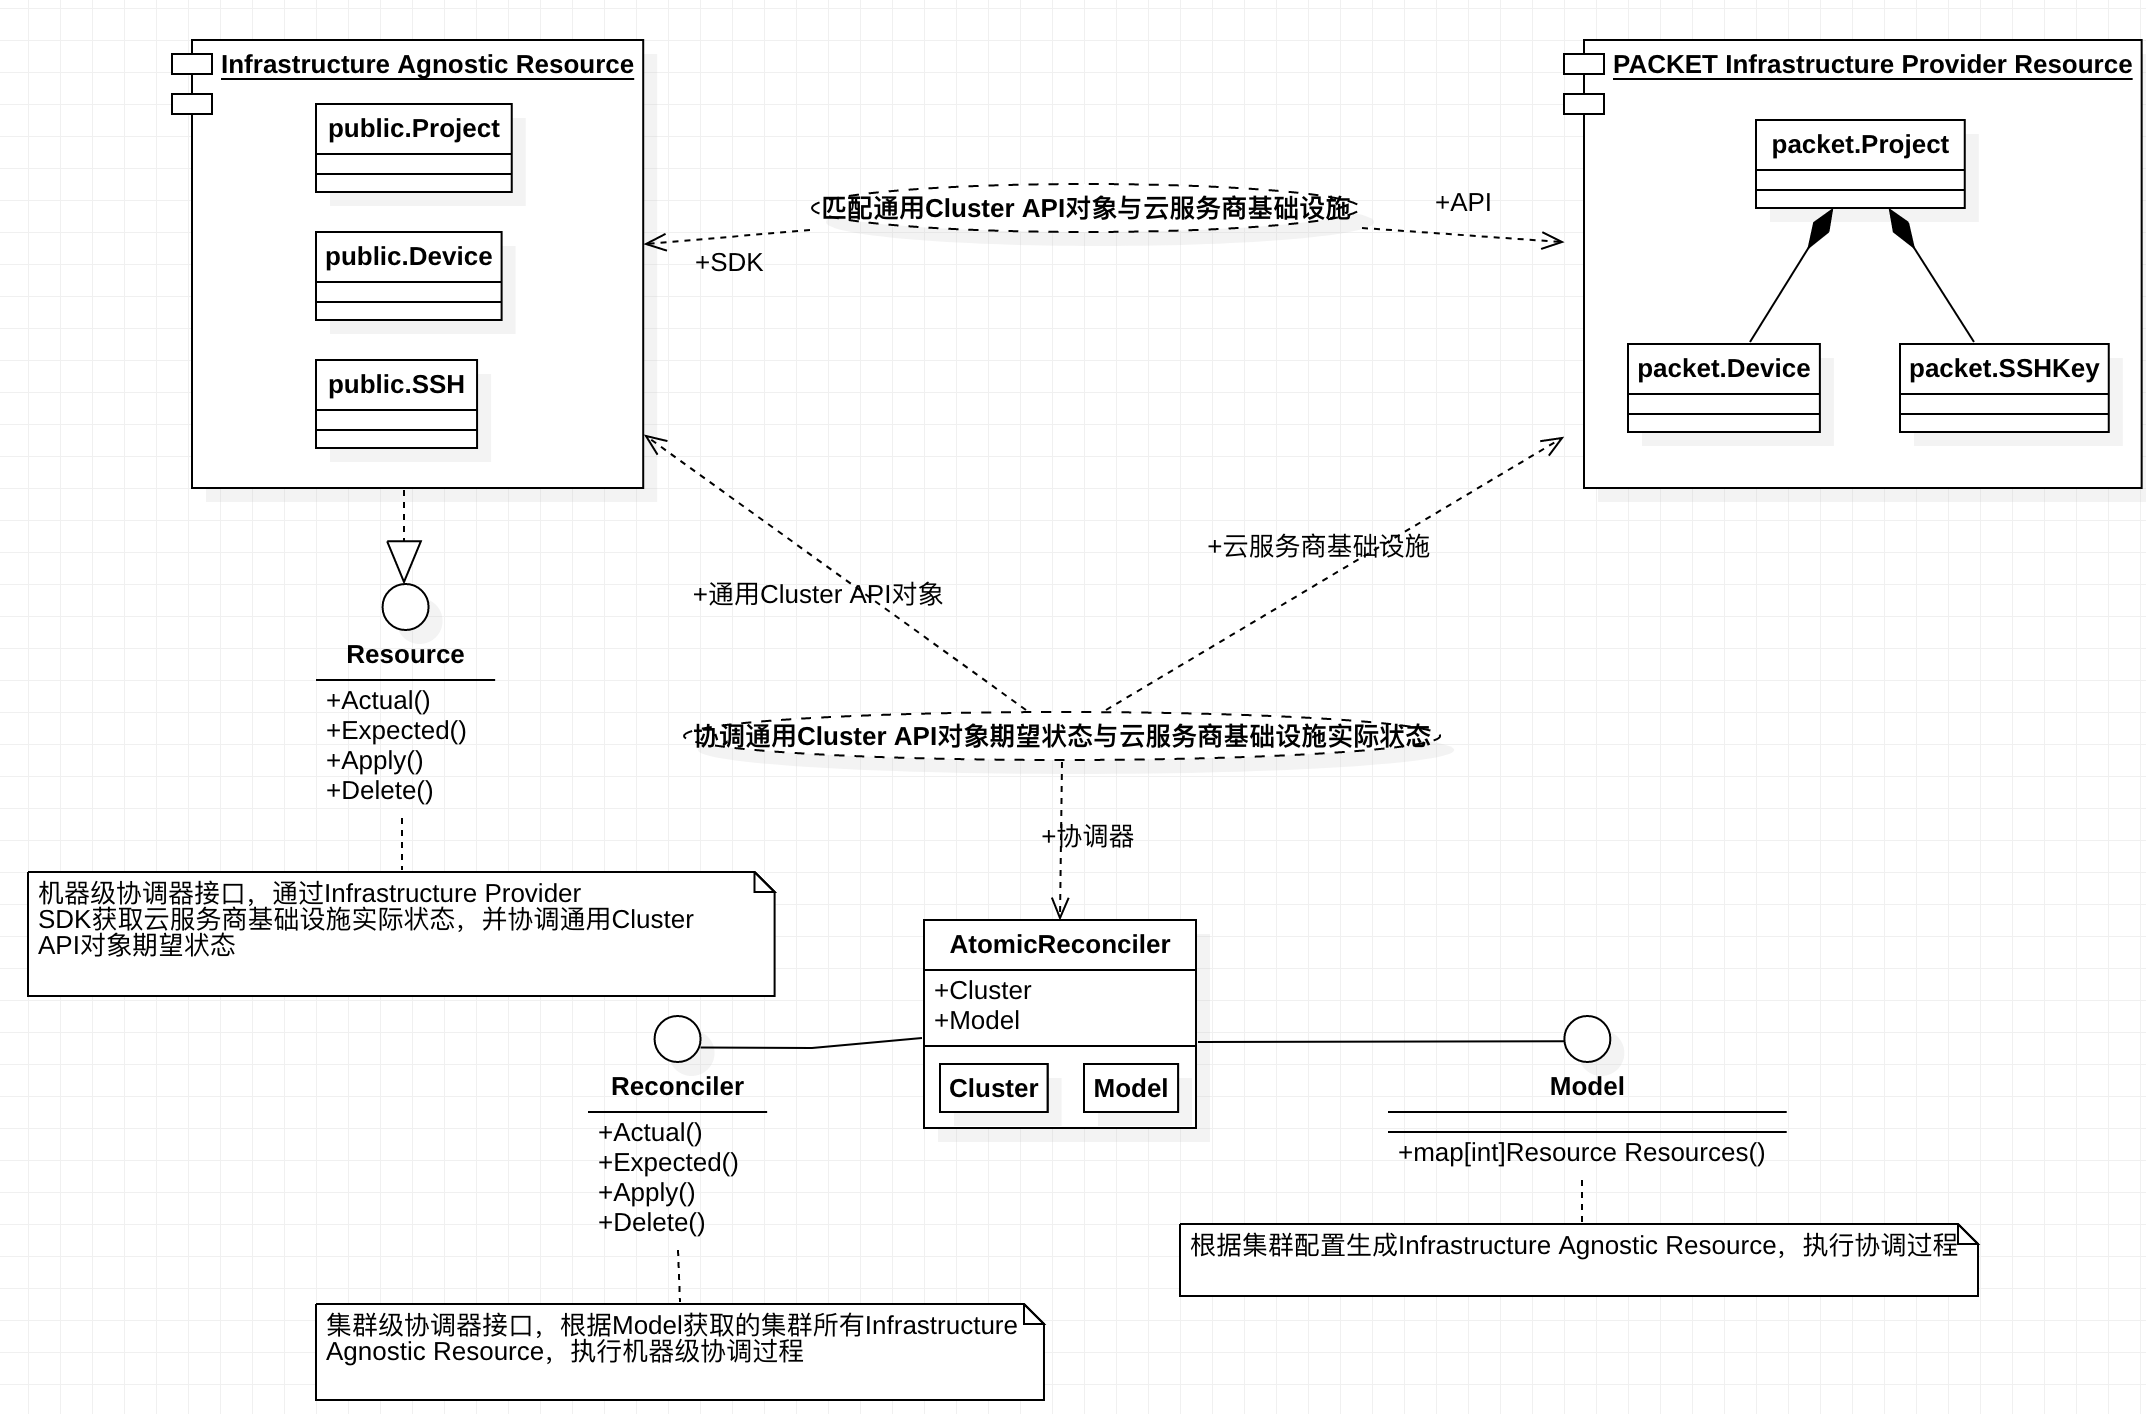 Infrastructure Agnostic Resource
public.Project
public.Device
public.SSH
匹配通用Cluster API对象与云服务商基础设施
+SDK
+API
PACKET Infrastructure Provider Resource
packet.Project
packet.Device
packet.SSHKey
+通用Cluster API对象
+云服务商基础设施
Resource
+Actual()
+Expected()
+Apply()
+Delete()
协调通用Cluster API对象期望状态与云服务商基础设施实际状态
+协调器
机器级协调器接口，通过Infrastructure Provider
SDK获取云服务商基础设施实际状态，并协调通用Cluster
API对象期望状态
AtomicReconciler
+Cluster
+Model
Cluster
Model
Reconciler
+Actual()
+Expected()
+Apply()
+Delete()
Model
+map[int]Resource Resources()
根据集群配置生成Infrastructure Agnostic Resource，执行协调过程
集群级协调器接口，根据Model获取的集群所有Infrastructure
Agnostic Resource，执行机器级协调过程